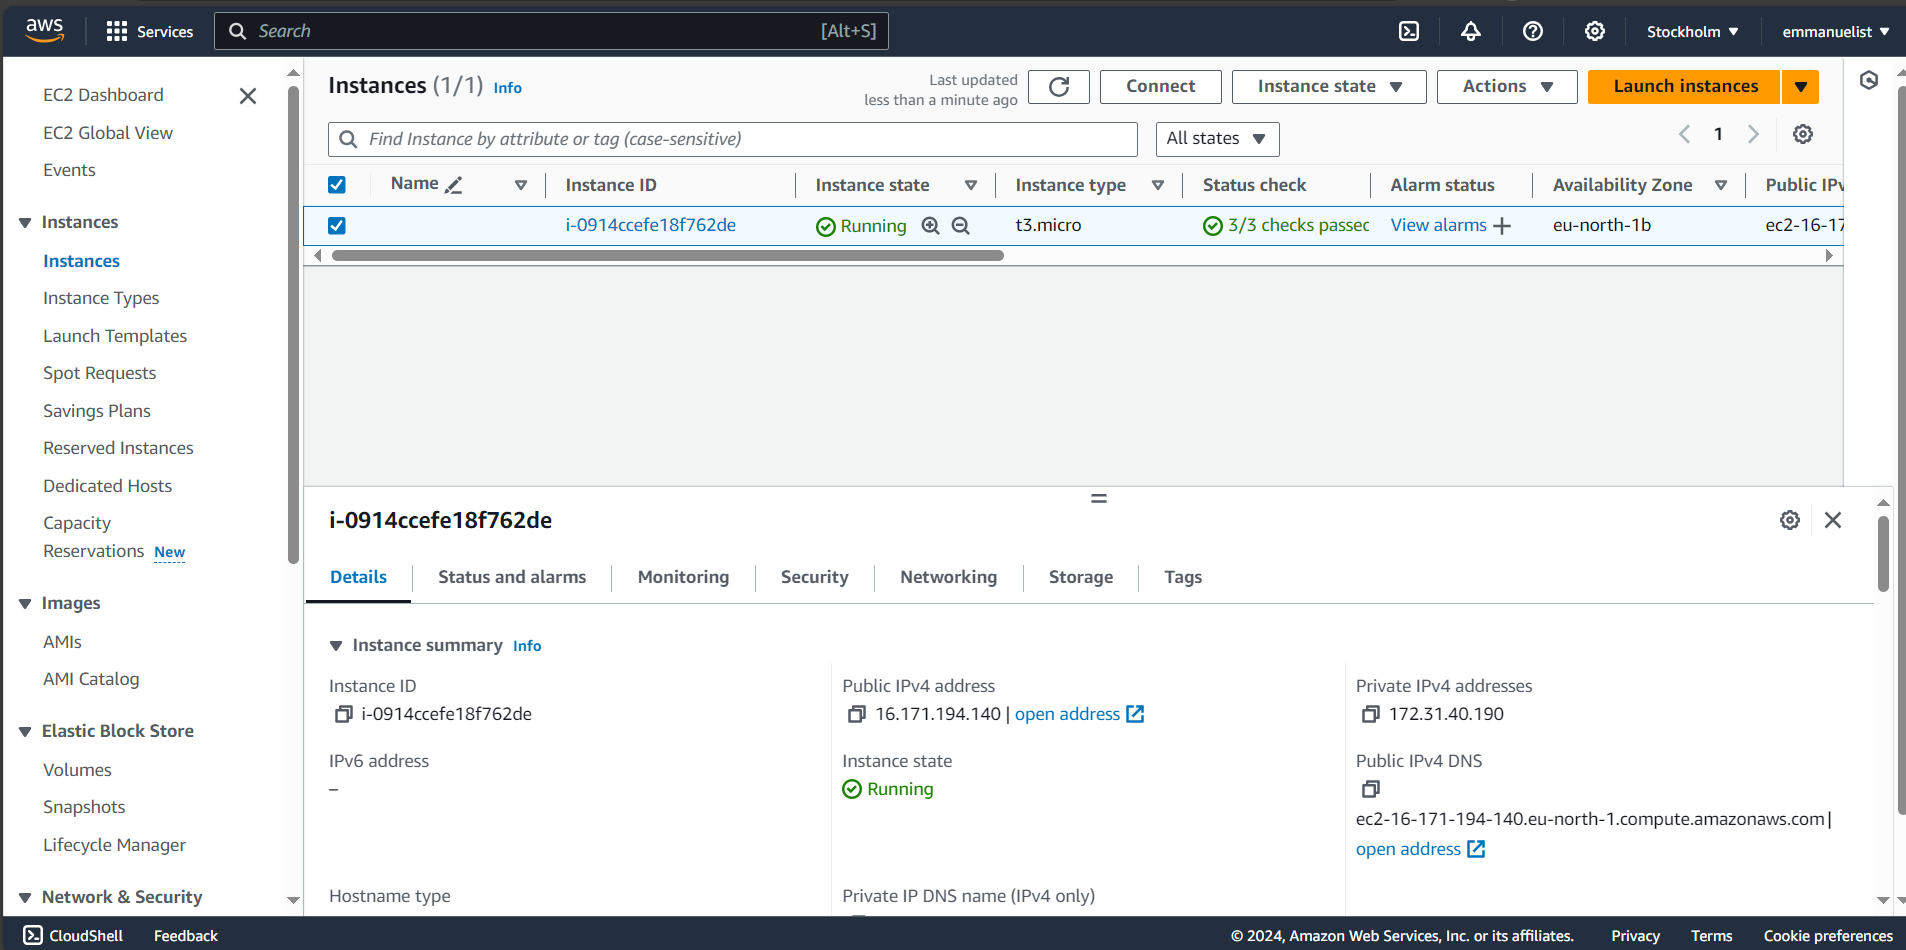 aws
Services
Search
[Alt+S]
Stockholm
emmanuelist
EC2 Dashboard
EC2 Global View
Events
Instances
Instances
Instance Types
Launch Templates
Spot Requests
Savings Plans
Reserved Instances
Dedicated Hosts
Capacity
Reservations New
Images
AMIs
AMI Catalog
Elastic Block Store
Volumes
Snapshots
Lifecycle Manager
Network & Security
Instances (1/1) Info
Last updated
less than a minute ago
Connect
Instance state
Actions
Launch instances
Find Instance by attribute or tag (case-sensitive)
All states
1
Name
Instance ID
Instance state
Instance type
Status check
Alarm status
Availability Zone
Public IPv
i-0914ccefe18f762de
Running
t3.micro
3/3 checks passec
View alarms
eu-north-1b
ec2-16-17
i-0914ccefe18f762de
Details
Status and alarms
Monitoring
Security
Networking
Storage
Tags
Instance summary Info
Instance ID
i-0914ccefe18f762de
Public IPv4 address
16.171.194.140 | open address
Private IPv4 addresses
172.31.40.190
IPv6 address
–
Instance state
Running
Public IPv4 DNS
ec2-16-171-194-140.eu-north-1.compute.amazonaws.com |
open address
Hostname type
Private IP DNS name (IPv4 only)
CloudShell
Feedback
© 2024, Amazon Web Services, Inc. or its affiliates.
Privacy
Terms
Cookie preferences